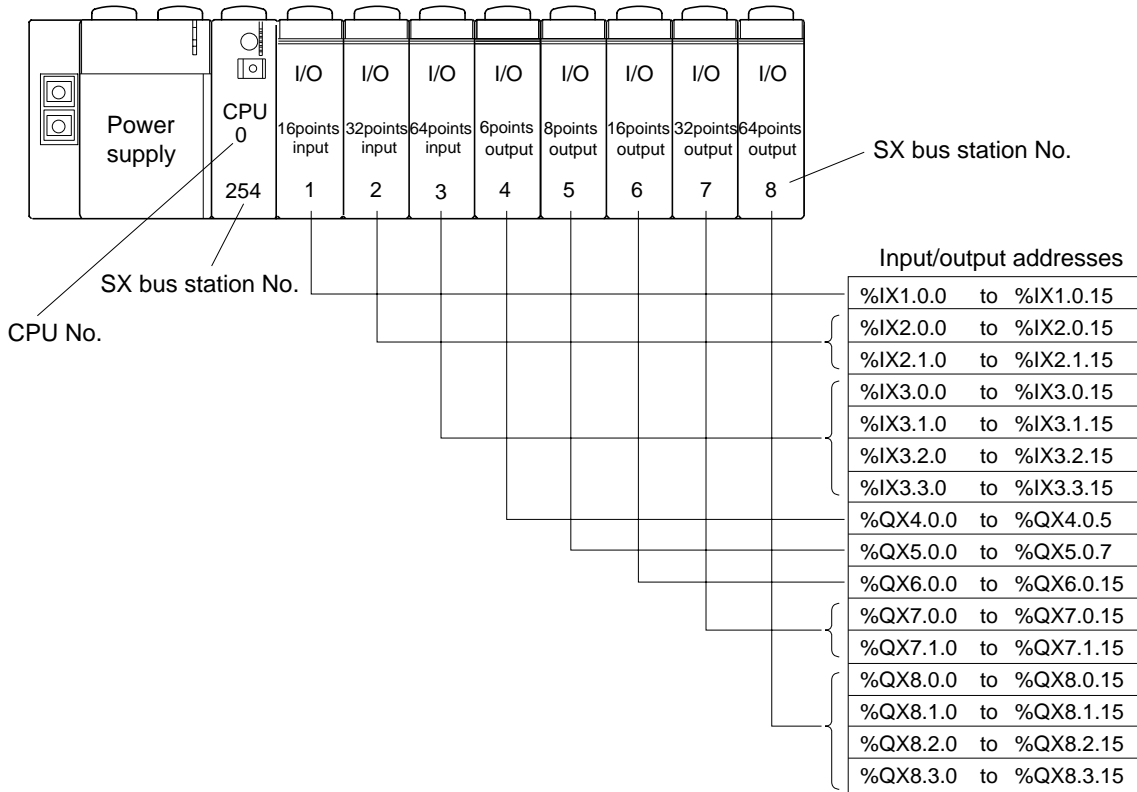 I/O I/O I/O I/O I/O I/O I/O I/O
Power
supply
CPU
0
16points
input
32points
input
64points
input
6points
output
8points
output
16points
output
32points
output
64points
output
254 1 2 3 4 5 6 7 8
SX bus station No.
SX bus station No.
CPU No.
Input/output addresses
%IX1.0.0 to %IX1.0.15
%IX2.0.0 to %IX2.0.15
%IX2.1.0 to %IX2.1.15
%IX3.0.0 to %IX3.0.15
%IX3.1.0 to %IX3.1.15
%IX3.2.0 to %IX3.2.15
%IX3.3.0 to %IX3.3.15
%QX4.0.0 to %QX4.0.5
%QX5.0.0 to %QX5.0.7
%QX6.0.0 to %QX6.0.15
%QX7.0.0 to %QX7.0.15
%QX7.1.0 to %QX7.1.15
%QX8.0.0 to %QX8.0.15
%QX8.1.0 to %QX8.1.15
%QX8.2.0 to %QX8.2.15
%QX8.3.0 to %QX8.3.15